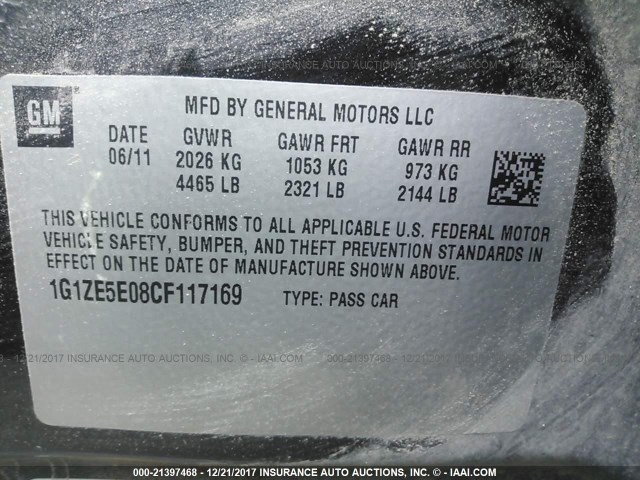 GM
MFD BY GENERAL MOTORS LLC
DATE GVWR GAWR FRT GAWR RR
06/11 2026 KG 1053 KG 973 KG
4465 LB 2321 LB 2144 LB
THIS VEHICLE CONFORMS TO ALL APPLICABLE U.S. FEDERAL MOTOR
VEHICLE SAFETY, BUMPER, AND THEFT PREVENTION STANDARDS IN
EFFECT ON THE DATE OF MANUFACTURE SHOWN ABOVE.
1G1ZE5E08CF117169 TYPE: PASS CAR
000-21397468 - 12/21/2017 INSURANCE AUTO AUCTIONS, INC. - © IAAI.COM